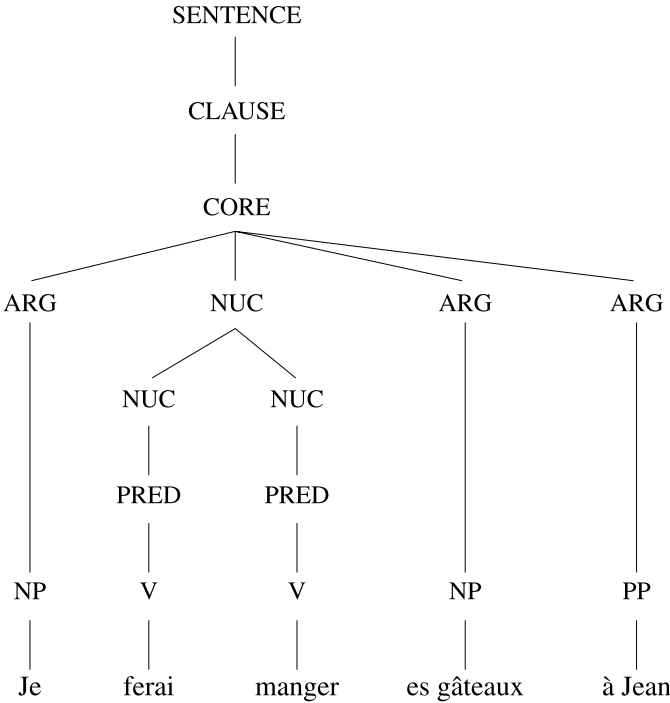 SENTENCE
CLAUSE
CORE
ARG NUC ARG ARG
NUC NUC
PRED PRED
NP V V NP PP
Je ferai manger es gâteaux à Jean